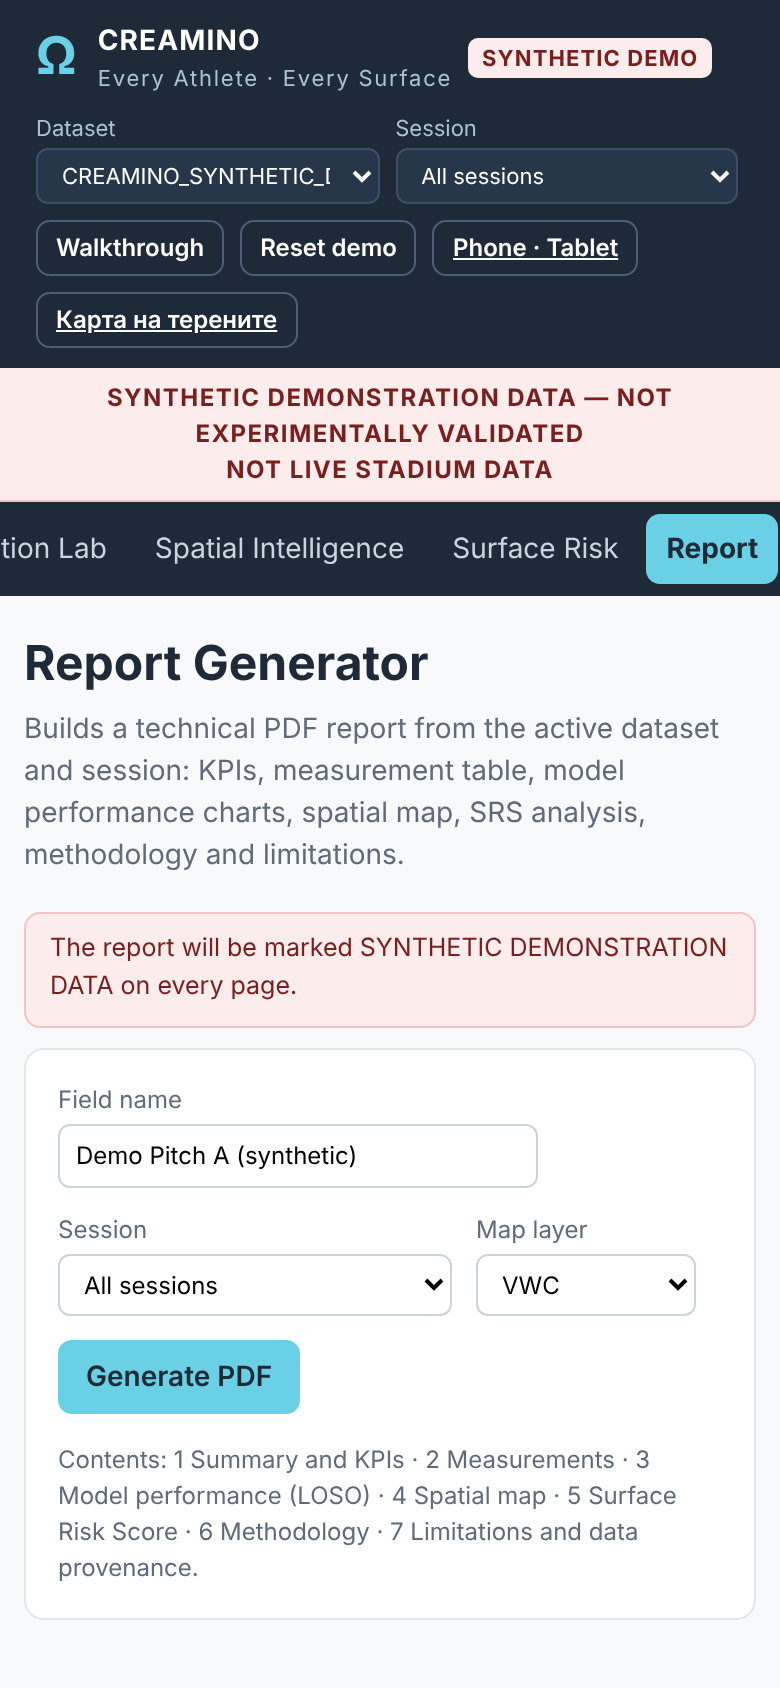 Ω CREAMINO
Every Athlete · Every Surface
SYNTHETIC DEMO
Dataset
Session
CREAMINO_SYNTHETIC_
All sessions
Walkthrough
Reset demo
Phone · Tablet
Карта на терените
SYNTHETIC DEMONSTRATION DATA — NOT
EXPERIMENTALLY VALIDATED
NOT LIVE STADIUM DATA
tion Lab
Spatial Intelligence
Surface Risk
Report
Report Generator
Builds a technical PDF report from the active dataset
and session: KPIs, measurement table, model
performance charts, spatial map, SRS analysis,
methodology and limitations.
The report will be marked SYNTHETIC DEMONSTRATION
DATA on every page.
Field name
Demo Pitch A (synthetic)
Session
Map layer
All sessions
VWC
Generate PDF
Contents: 1 Summary and KPIs · 2 Measurements · 3
Model performance (LOSO) · 4 Spatial map · 5 Surface
Risk Score · 6 Methodology · 7 Limitations and data
provenance.